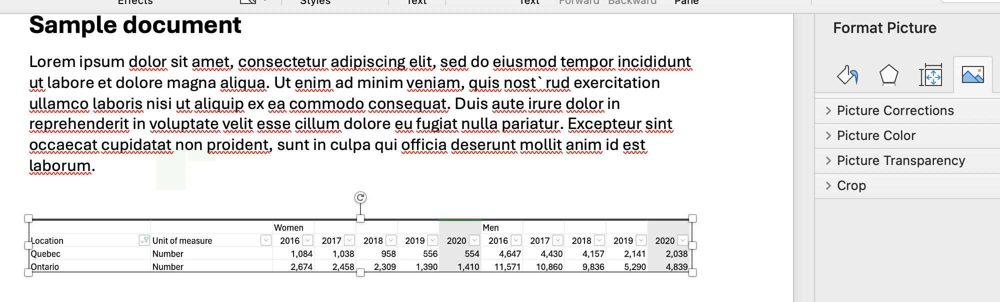 Effects Styles Text Text Forward Backward Pane
Sample document
Lorem ipsum dolor sit amet, consectetur adipiscing elit, sed do eiusmod tempor incididunt
ut labore et dolore magna aliqua. Ut enim ad minim veniam, quis nost`rud exercitation
ullamco laboris nisi ut aliquip ex ea commodo consequat. Duis aute irure dolor in
reprehenderit in voluptate velit esse cillum dolore eu fugiat nulla pariatur. Excepteur sint
occaecat cupidatat non proident, sunt in culpa qui officia deserunt mollit anim id est
laborum.
Women Men
Location Unit of measure 2016 2017 2018 2019 2020 2016 2017 2018 2019 2020
Quebec Number 1,084 1,038 958 556 554 4,647 4,430 4,157 2,141 2,038
Ontario Number 2,674 2,458 2,309 1,390 1,410 11,571 10,860 9,836 5,290 4,839
Format Picture
Picture Corrections
Picture Color
Picture Transparency
Crop